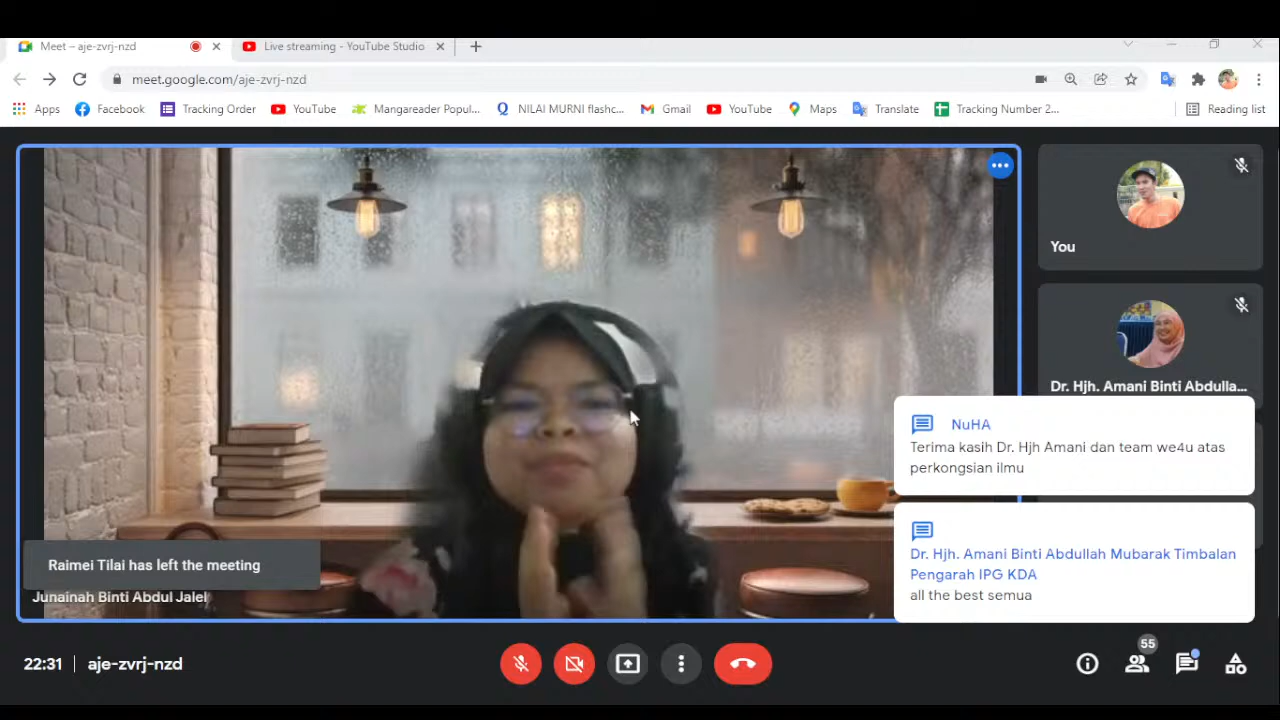 Meet – aje-zvrj-nzd
Live streaming - YouTube Studio
meet.google.com/aje-zvrj-nzd
Apps
Facebook
Tracking Order
YouTube
Mangareader Popul...
NILAI MURNI flashc...
Gmail
YouTube
Maps
Translate
Tracking Number 2...
Reading list
You
Dr. Hjh. Amani Binti Abdulla...
NuHA
Terima kasih Dr. Hjh Amani dan team we4u atas
perkongsian ilmu
Dr. Hjh. Amani Binti Abdullah Mubarak Timbalan
Pengarah IPG KDA
all the best semua
Raimei Tilai has left the meeting
Junainah Binti Abdul Jalel
22:31
aje-zvrj-nzd
55